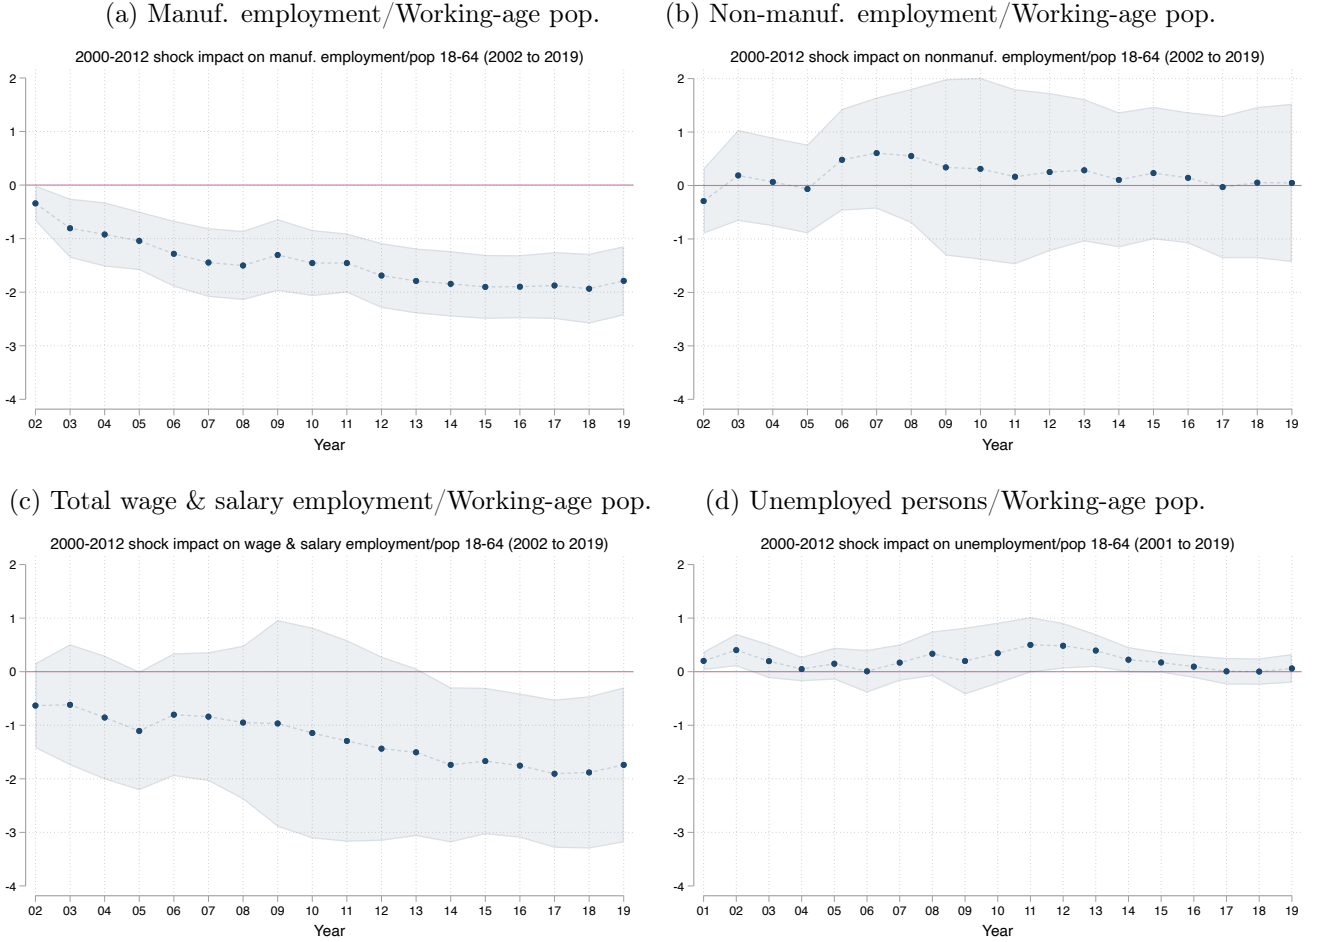 (a) Manuf. employment/Working-age pop.
2000-2012 shock impact on manuf. employment/pop 18-64 (2002 to 2019)
2
1
0
-1
-2
-3
-4
02 03 04 05 06 07 08 09 10 11 12 13 14 15 16 17 18 19
Year
(b) Non-manuf. employment/Working-age pop.
2000-2012 shock impact on nonmanuf. employment/pop 18-64 (2002 to 2019)
2
1
0
-1
-2
-3
-4
02 03 04 05 06 07 08 09 10 11 12 13 14 15 16 17 18 19
Year
(c) Total wage & salary employment/Working-age pop.
2000-2012 shock impact on wage & salary employment/pop 18-64 (2002 to 2019)
2
1
0
-1
-2
-3
-4
02 03 04 05 06 07 08 09 10 11 12 13 14 15 16 17 18 19
Year
(d) Unemployed persons/Working-age pop.
2000-2012 shock impact on unemployment/pop 18-64 (2001 to 2019)
2
1
0
-1
-2
-3
-4
01 02 03 04 05 06 07 08 09 10 11 12 13 14 15 16 17 18 19
Year